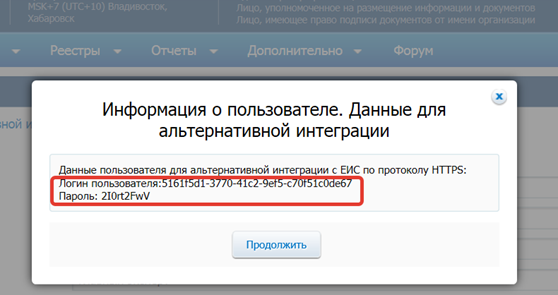 MSK+7 (UTC+10) Владивосток,
Хабаровск
Лицо, уполномоченное на размещение информации и документов
Лицо, имеющее право подписи документов от имени организации
Реестры
Отчеты
Дополнительно
Форум
вной и
Информация о пользователе. Данные для
альтернативной интеграции
Данные пользователя для альтернативной интеграции с ЕИС по протоколу HTTPS:
Логин пользователя:5161f5d1-3770-41c2-9ef5-c70f51c0de67
Пароль: 2I0rt2FwV
Продолжить